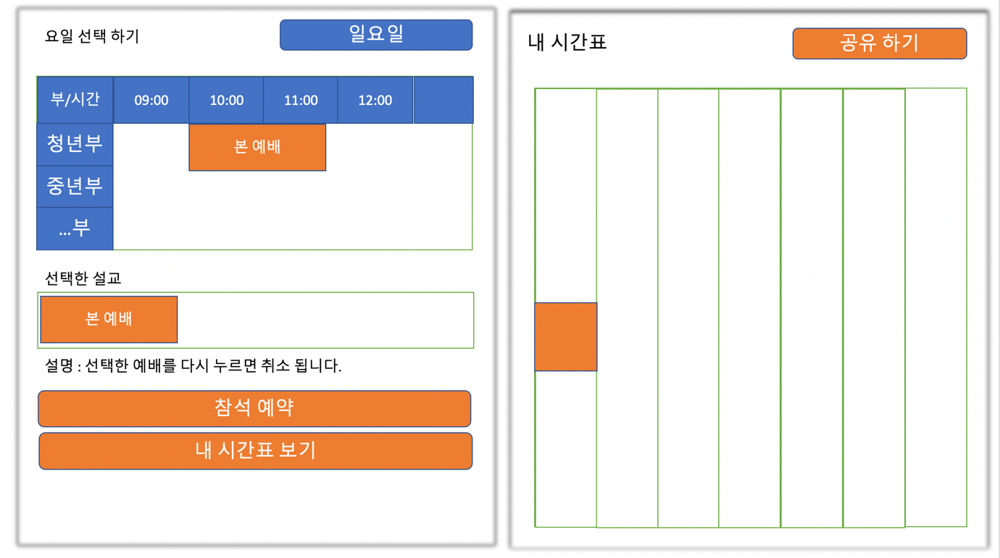 요일 선택 하기
일요일
부/시간 09:00 10:00 11:00 12:00
청년부
본 예배
중년부
...부
선택한 설교
본 예배
설명 : 선택한 예배를 다시 누르면 취소 됩니다.
참석 예약
내 시간표 보기
내 시간표
공유 하기